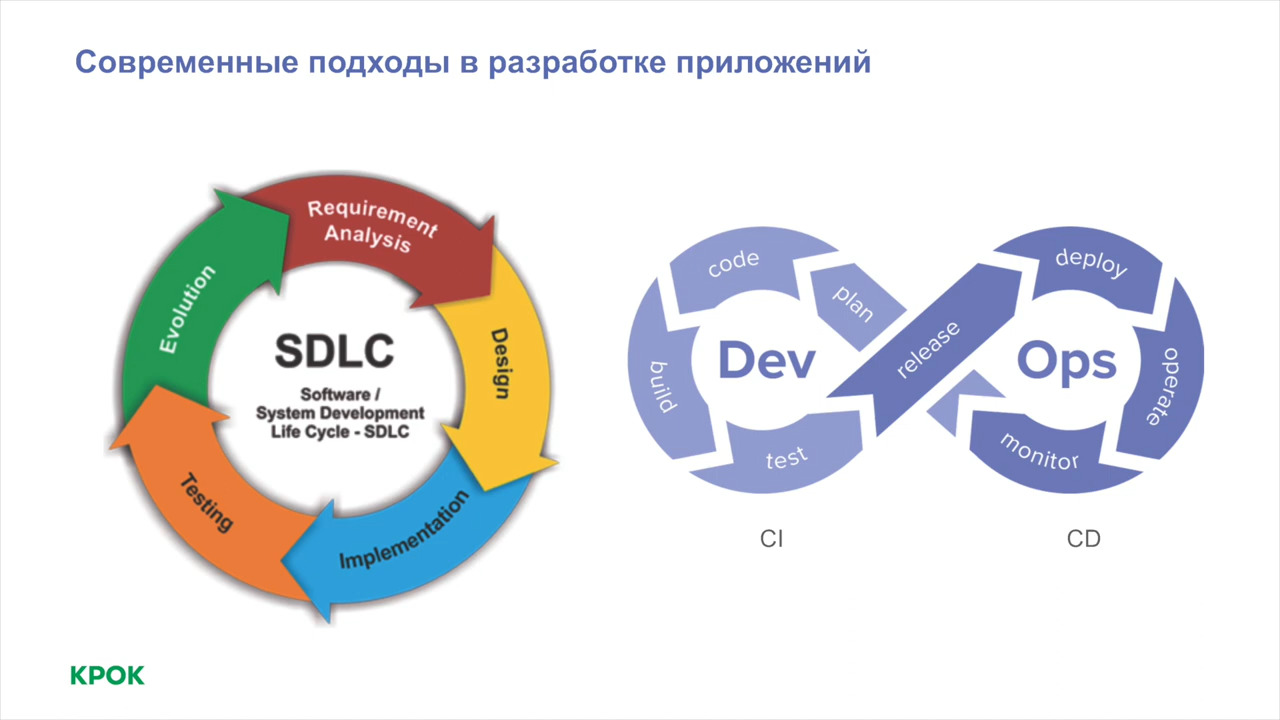 Современные подходы в разработке приложений
Requirement
Analysis
Design
Implementation
Testing
Evolution
SDLC
Software /
System Development
Life Cycle - SDLC
code
plan
build
Dev
test
release
deploy
Ops
operate
monitor
CI
CD
КРОК